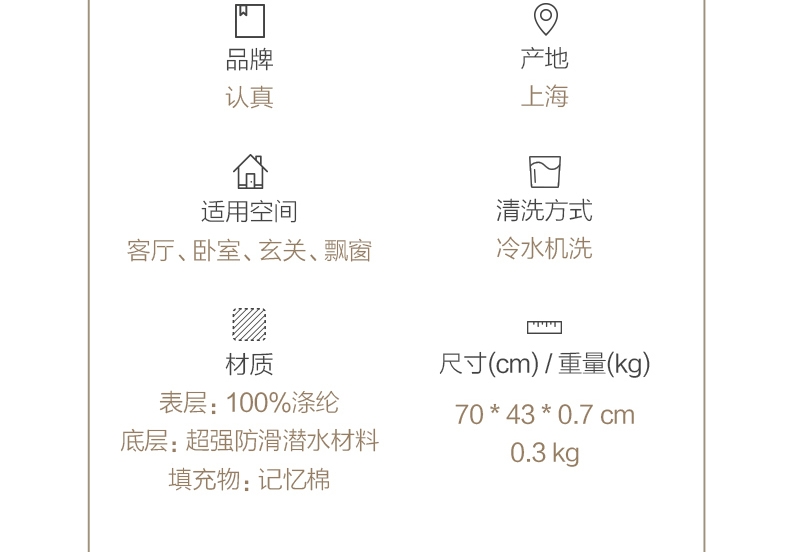 品牌
认真
产地
上海
适用空间
客厅、卧室、玄关、飘窗
清洗方式
冷水机洗
材质
表层：100%涤纶
底层：超强防滑潜水材料
填充物：记忆棉
尺寸(cm) / 重量(kg)
70 * 43 * 0.7 cm
0.3 kg